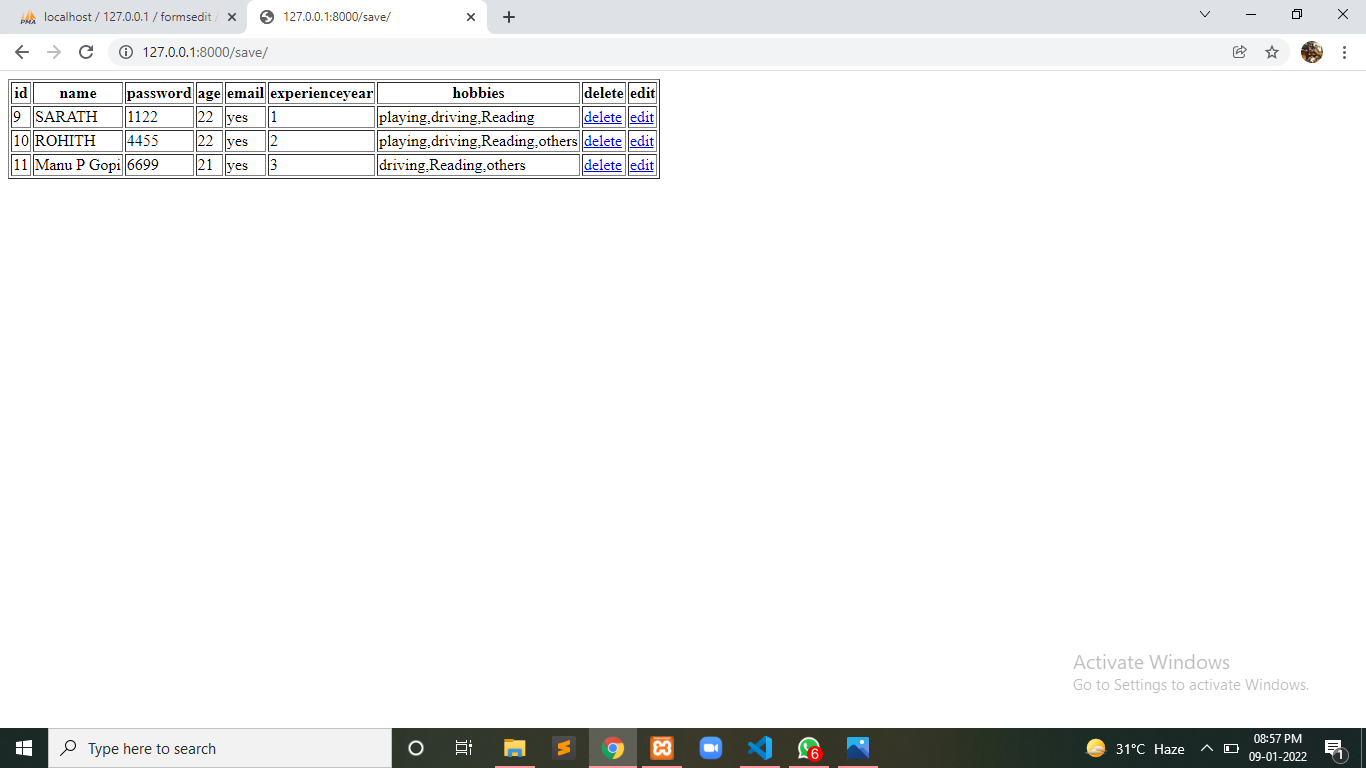 localhost / 127.0.0.1 / formsedit /
127.0.0.1:8000/save/
127.0.0.1:8000/save/
id name password age email experienceyear hobbies delete edit
9 SARATH 1122 22 yes 1 playing,driving,Reading delete edit
10 ROHITH 4455 22 yes 2 playing,driving,Reading,others delete edit
11 Manu P Gopi 6699 21 yes 3 driving,Reading,others delete edit
Activate Windows
Go to Settings to activate Windows.
Type here to search
6
31°C Haze
08:57 PM
09-01-2022
1